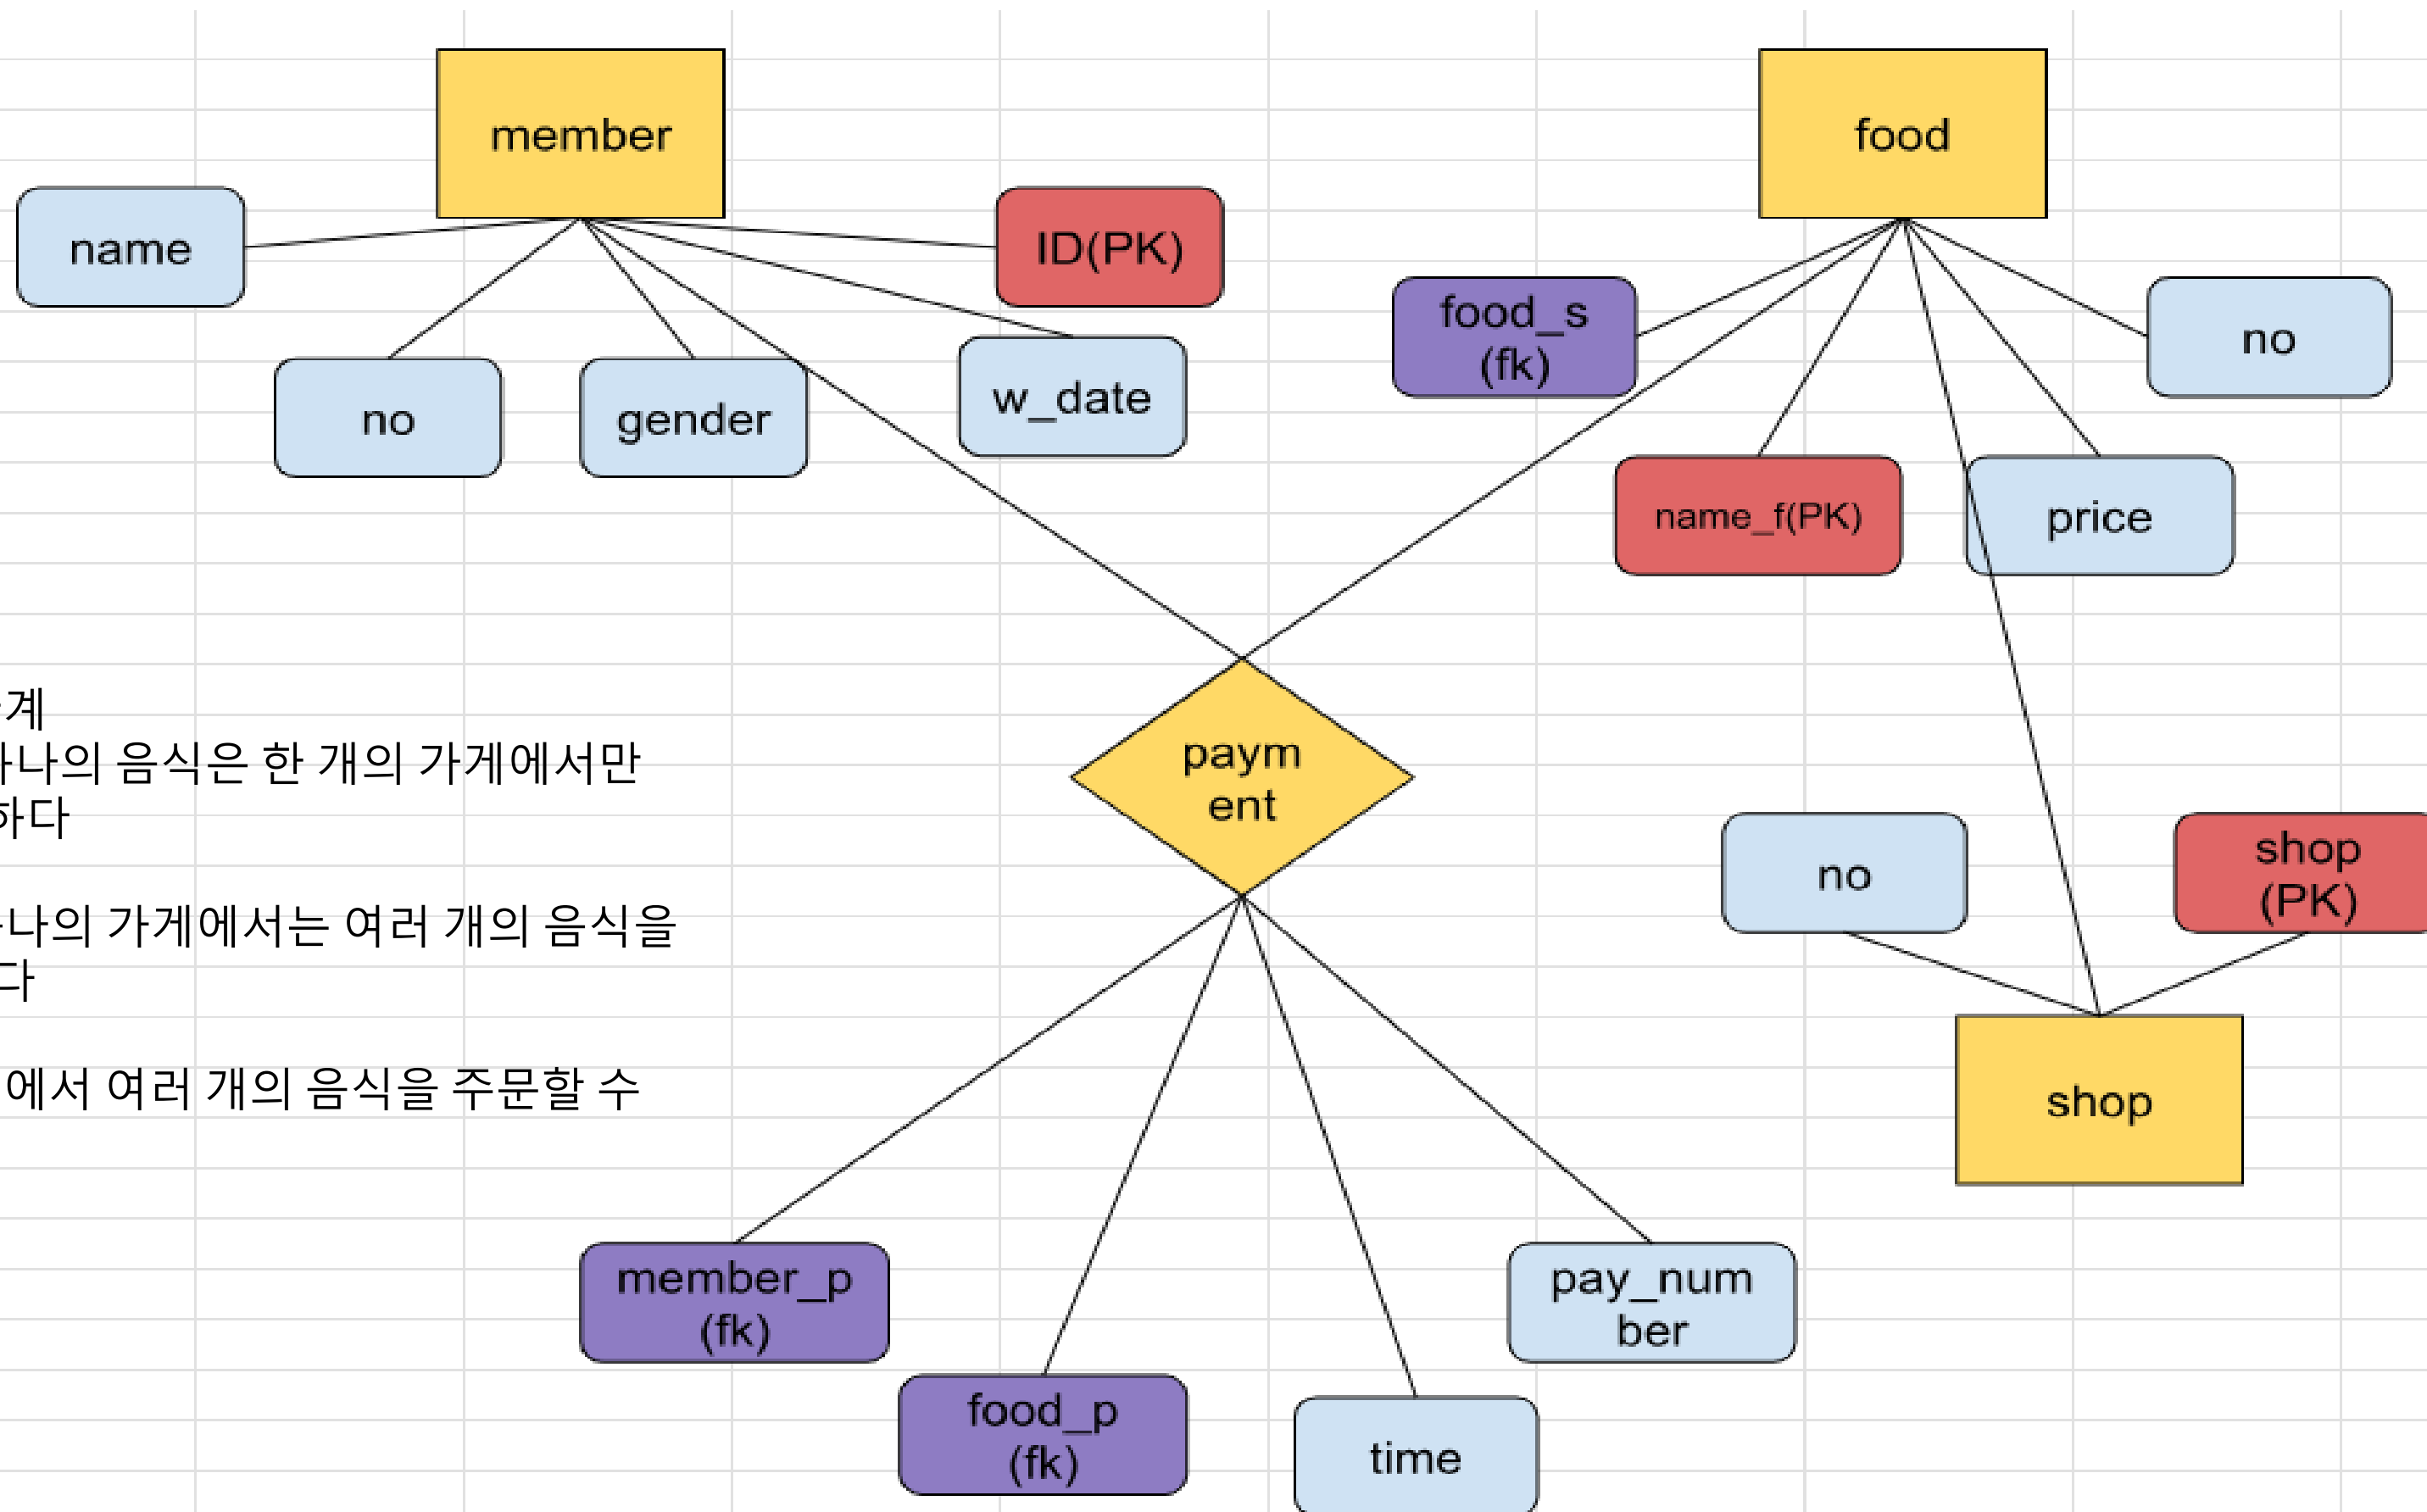 member
food
name
ID(PK)
no
gender
w_date
food_s
(fk)
no
name_f(PK)
price
계
하나의 음식은 한 개의 가게에서만
하다
하나의 가게에서는 여러 개의 음식을
다
에서 여러 개의 음식을 주문할 수
paym
ent
no
shop
(PK)
shop
member_p
(fk)
food_p
(fk)
time
pay_num
ber